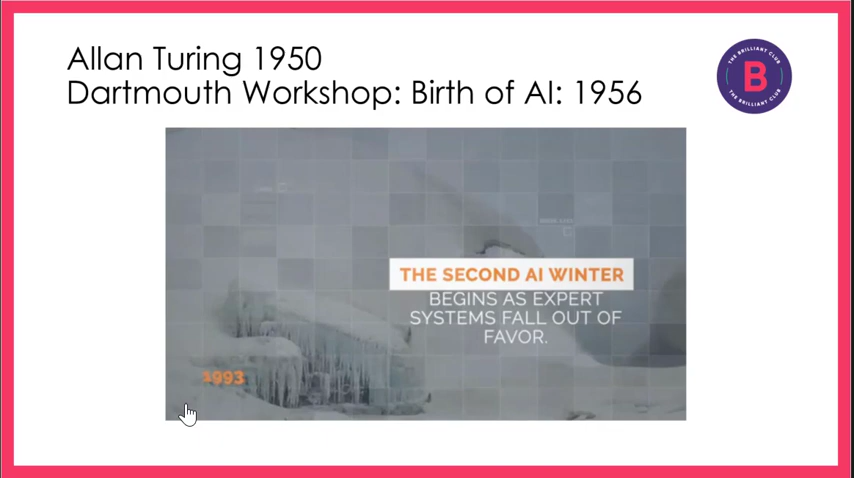 Allan Turing 1950
Dartmouth Workshop: Birth of AI: 1956
THE BRILLIANT CLUB
B
THE BRILLIANT CLUB
THE SECOND AI WINTER
BEGINS AS EXPERT
SYSTEMS FALL OUT OF
FAVOR.
1993